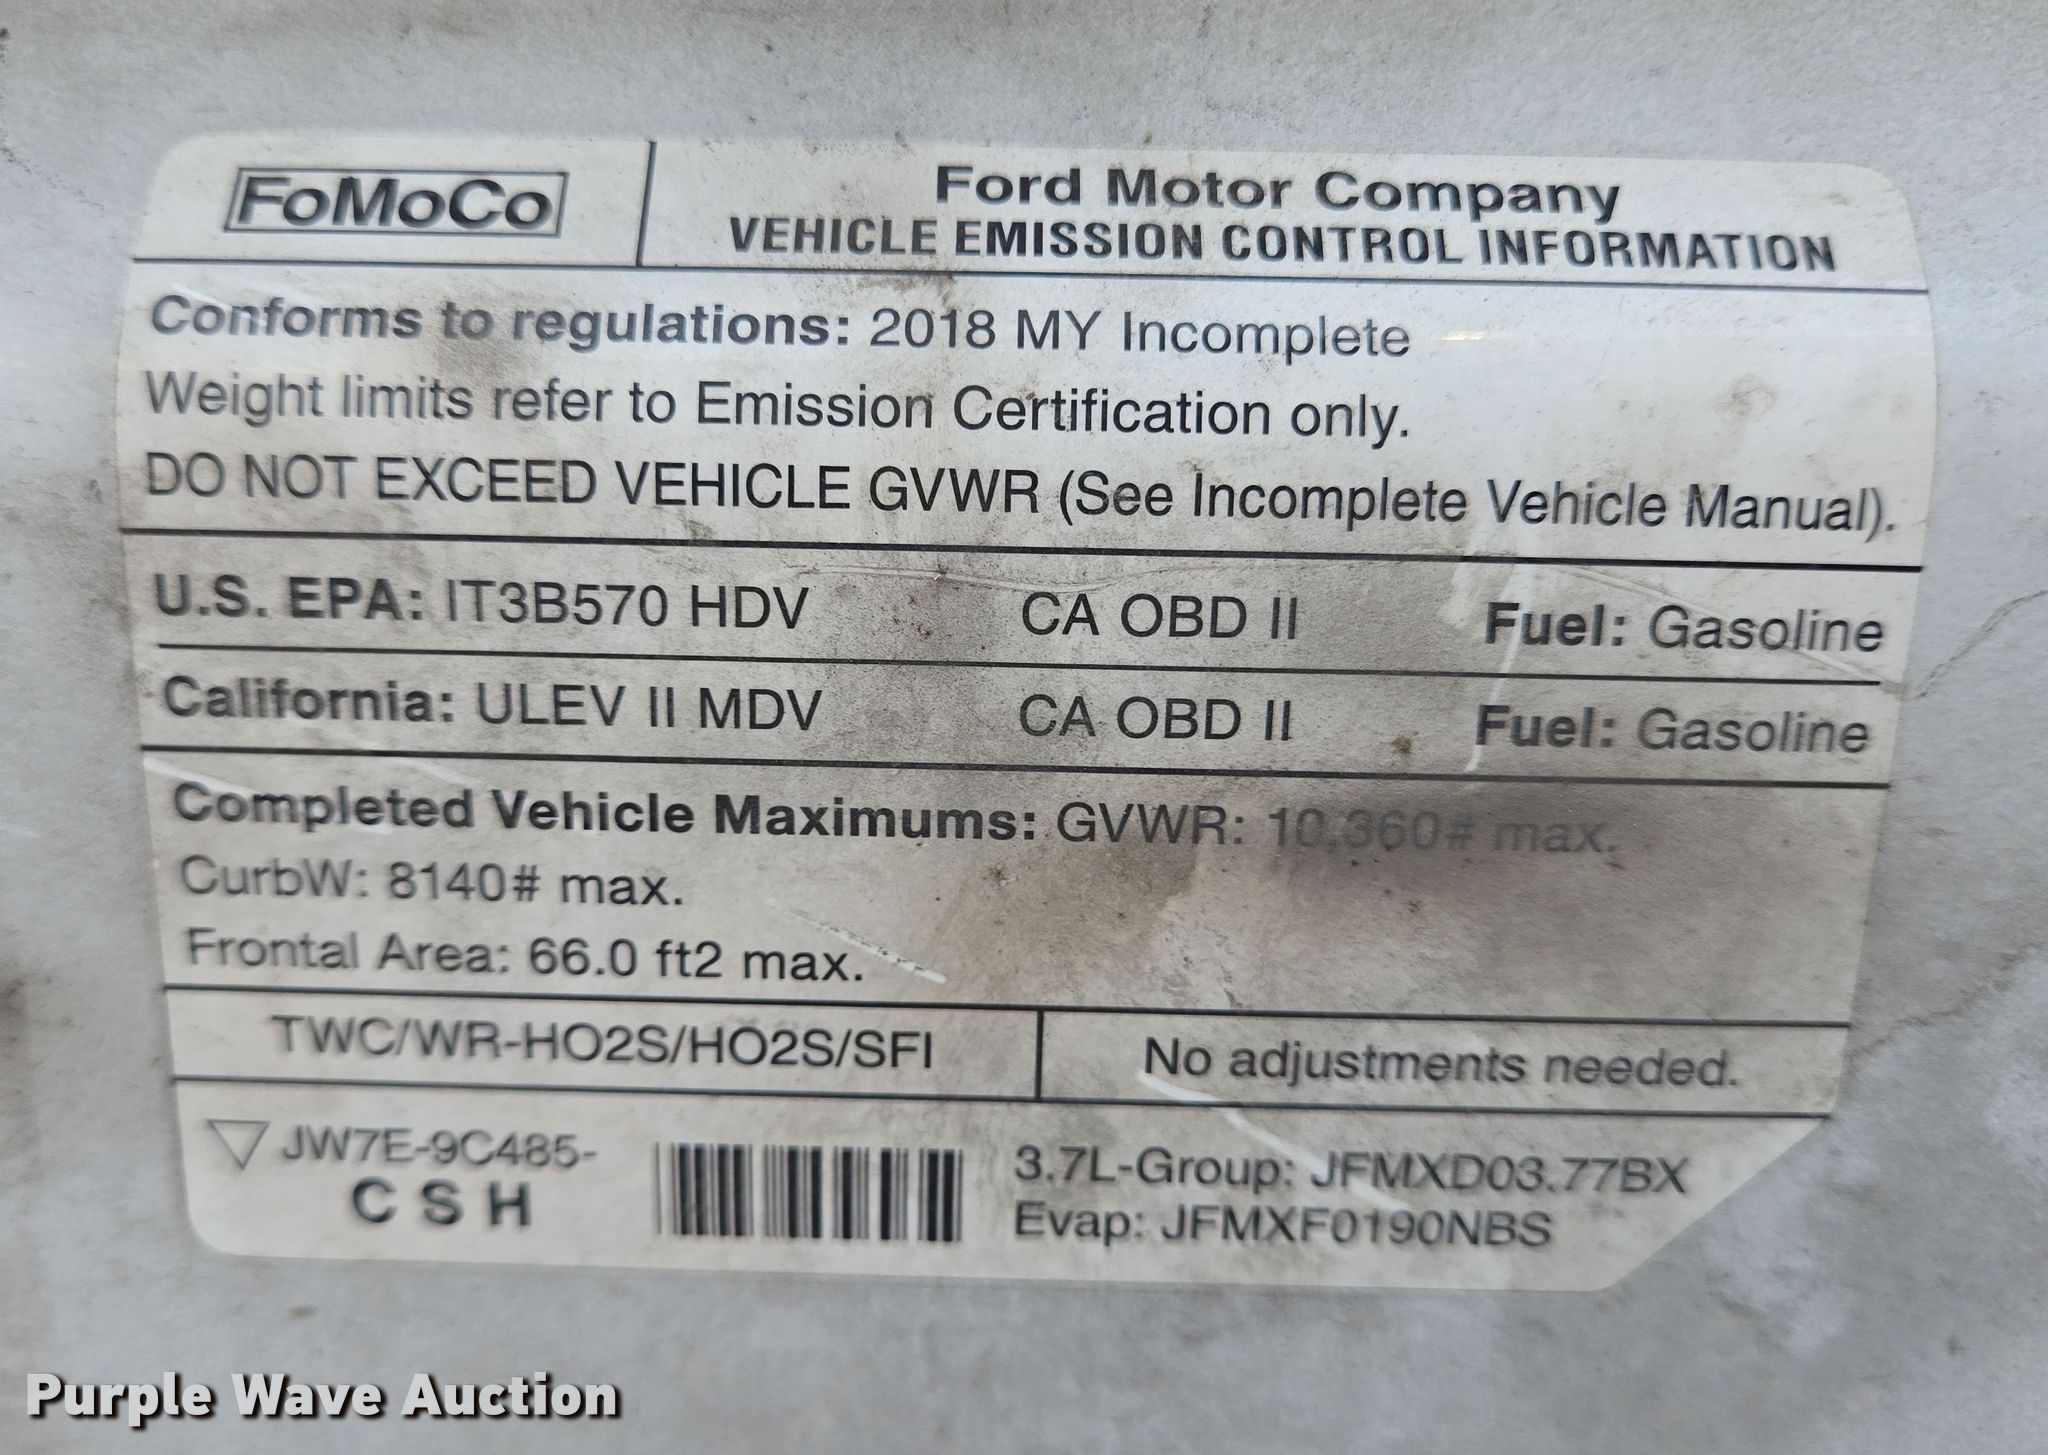 FoMoCo
Ford Motor Company
VEHICLE EMISSION CONTROL INFORMATION
Conforms to regulations: 2018 MY Incomplete
Weight limits refer to Emission Certification only.
DO NOT EXCEED VEHICLE GVWR (See Incomplete Vehicle Manual).
U.S. EPA: IT3B570 HDV CA OBD II Fuel: Gasoline
California: ULEV II MDV CA OBD II Fuel: Gasoline
Completed Vehicle Maximums: GVWR: 10,360# max.
CurbW: 8140# max.
Frontal Area: 66.0 ft2 max.
TWC/WR-HO2S/HO2S/SFI
No adjustments needed.
JW7E-9C485-
C S H
3.7L-Group: JFMXD03.77BX
Evap: JFMXF0190NBS
Purple Wave Auction